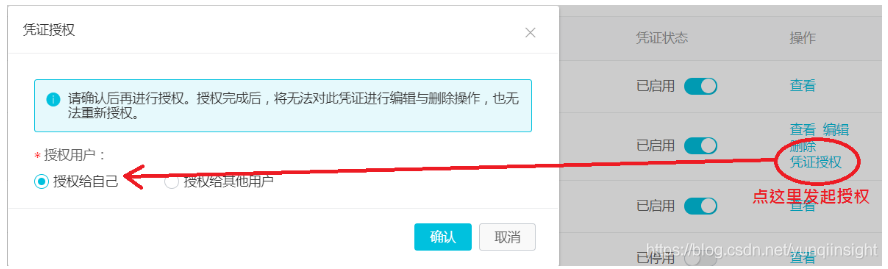 凭证授权
请确认后再进行授权。授权完成后，将无法对此凭证进行编辑与删除操作，也无
法重新授权。
* 授权用户：
授权给自己
授权给其他用户
确认
取消
凭证状态
操作
已启用
查看
已启用
查看 编辑
删除
凭证授权
点这里发起授权
已启用
查看
已停用
查看
https://blog.csdn.net/yunqiinsight